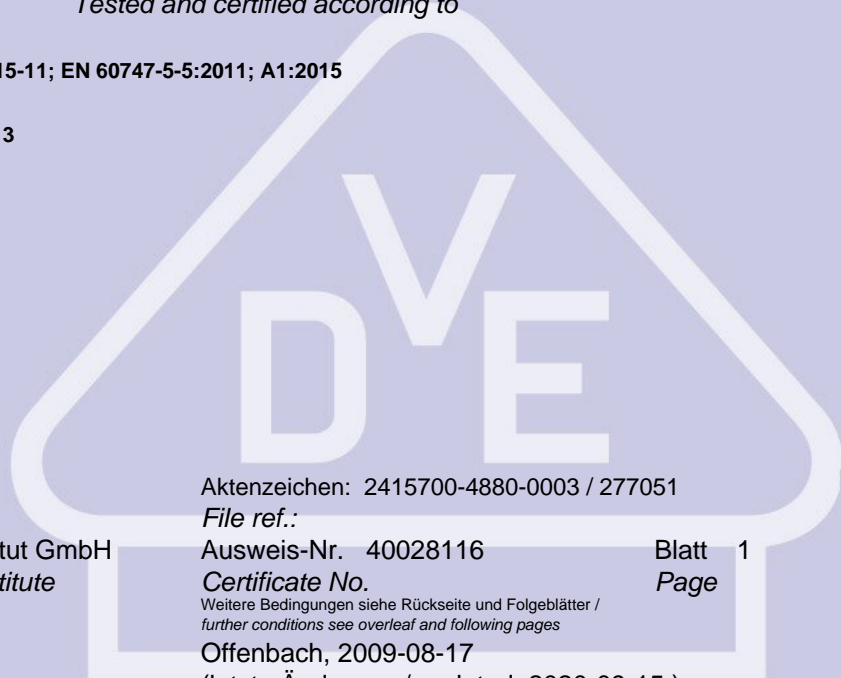 Tested and certified according to
15-11; EN 60747-5-5:2011; A1:2015
3
DVE
Aktenzeichen: 2415700-4880-0003 / 277051
File ref.:
tut GmbH Ausweis-Nr. 40028116 Blatt 1
titute Certificate No. Page
Weitere Bedingungen siehe Rückseite und Folgeblätter /
further conditions see overleaf and following pages
Offenbach, 2009-08-17